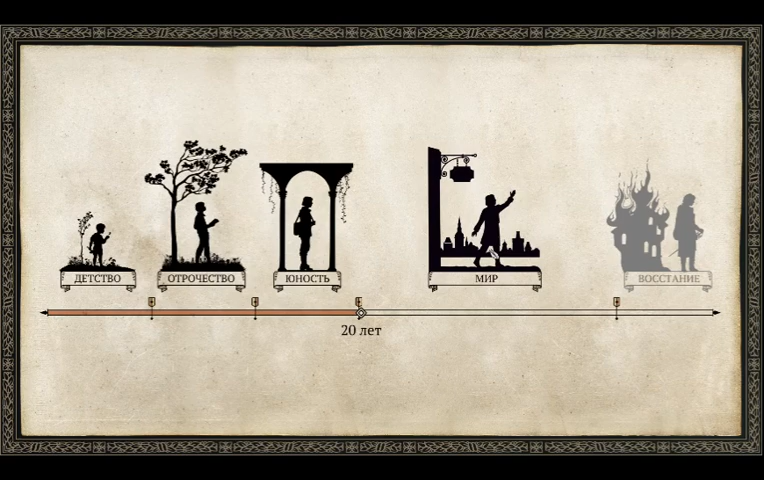 ДЕТСТВО
ОТРОЧЕСТВО
ЮНОСТЬ
МИР
ВОССТАНИЕ
20 лет